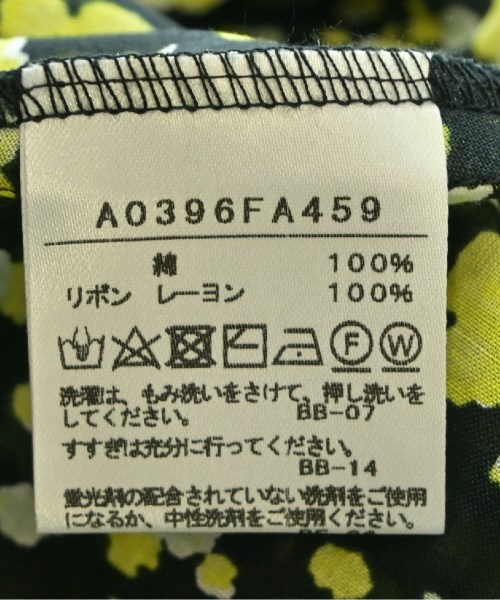 A0396FA459
綿 100%
リボン レーヨン 100%
F W
洗濯は、もみ洗いをさけて、押し洗いを
してください。 BB-07
すすぎは充分に行ってください。
BB-14
蛍光剤の配合されていない洗剤をご使用
になるか、中性洗剤をご使用ください。